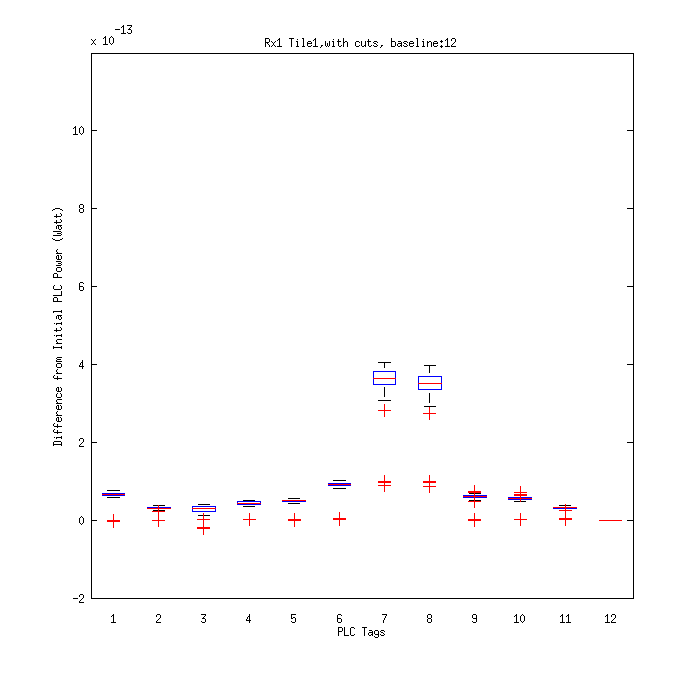 x 10-13
Rx1 Tile1,with cuts, baseline:12
Difference from Initial PLC Power (Watt)
10
8
6
4
2
0
-2
1 2 3 4 5 6 7 8 9 10 11 12
PLC Tags